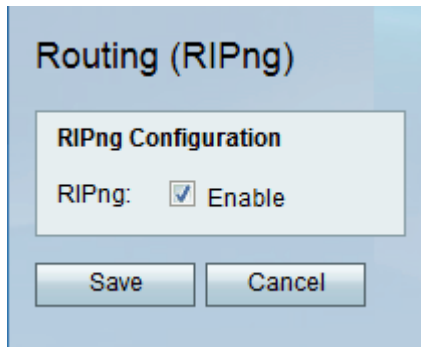 Routing (RIPng)
RIPng Configuration
RIPng: Enable
Save Cancel